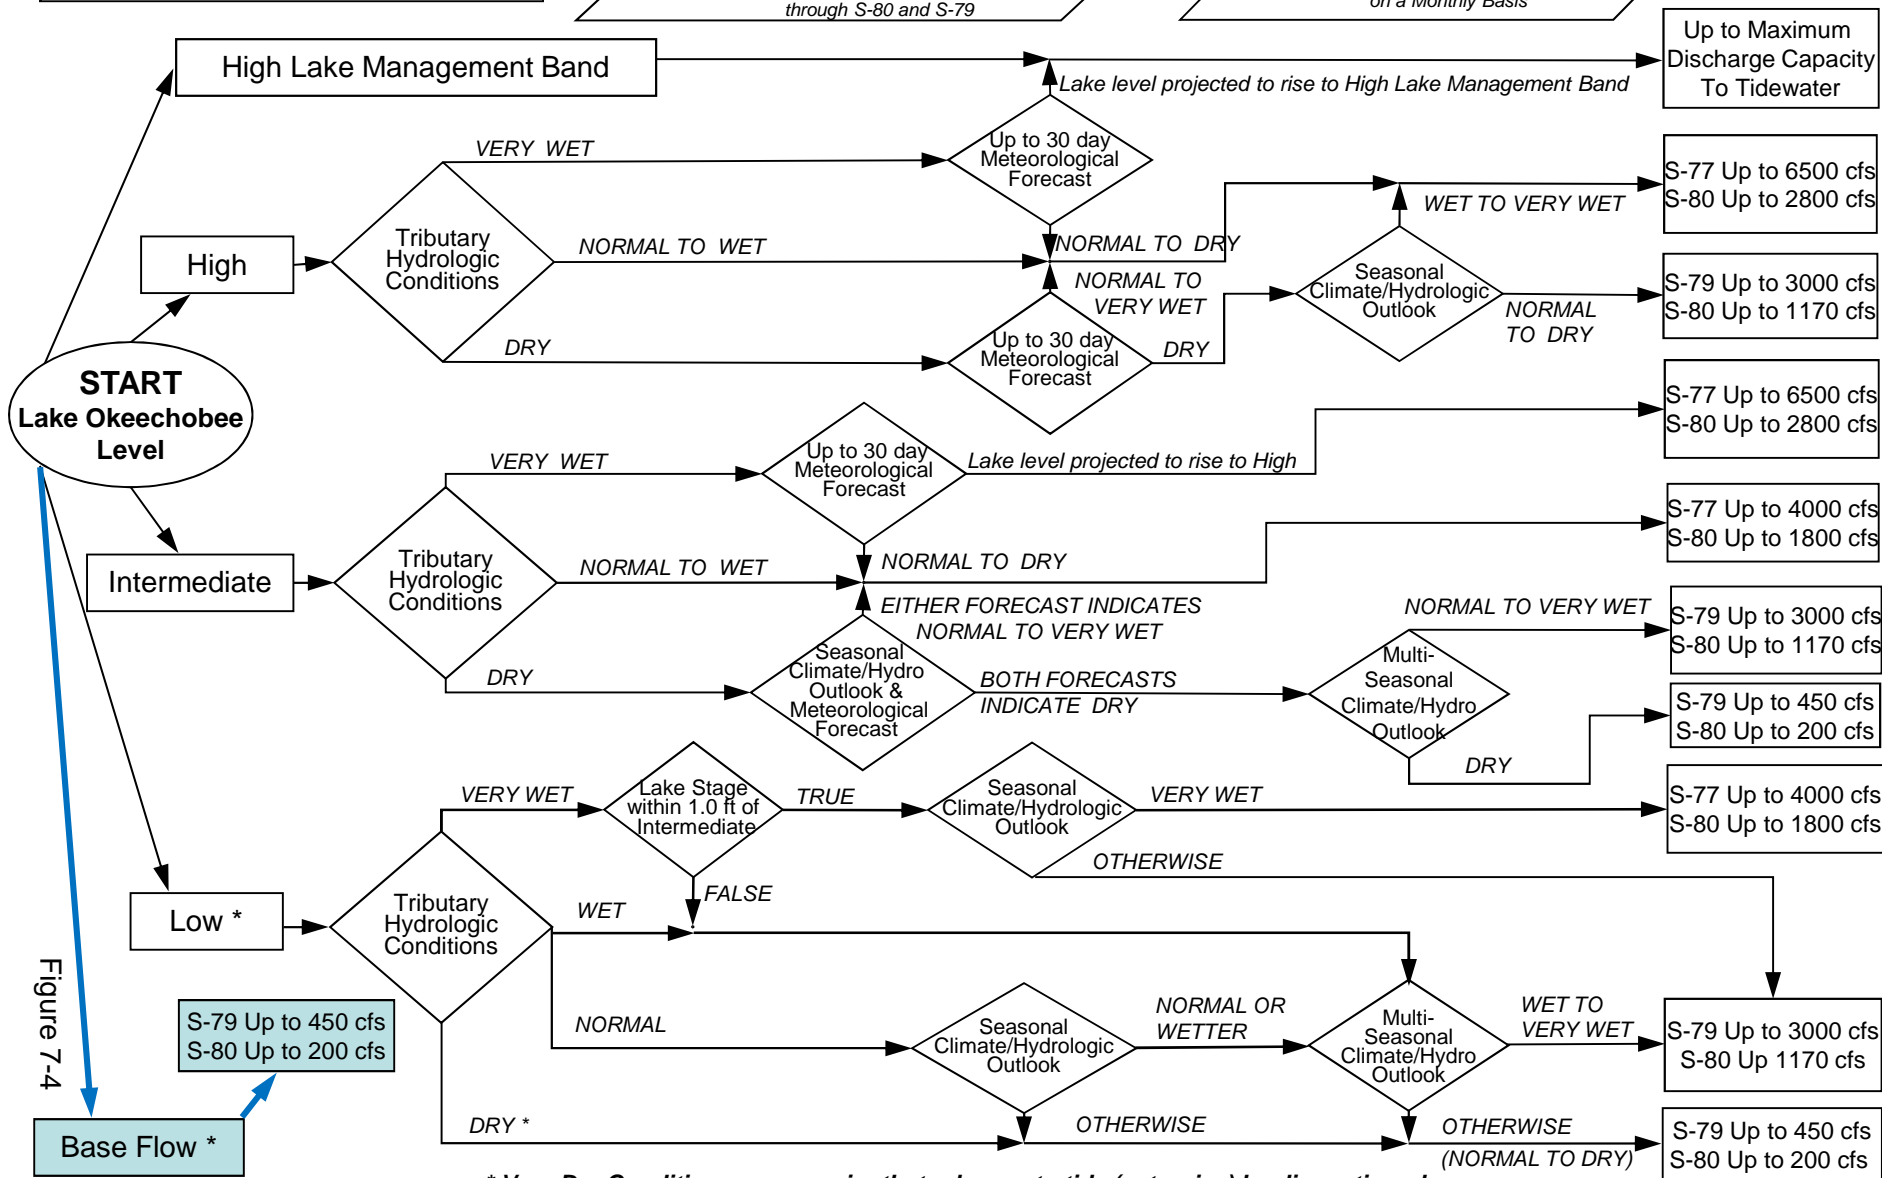 through S-80 and S-79
on a Monthly Basis
Up to Maximum
Discharge Capacity
To Tidewater
High Lake Management Band
Lake level projected to rise to High Lake Management Band
VERY WET
Up to 30 day
Meteorological
Forecast
S-77 Up to 6500 cfs
S-80 Up to 2800 cfs
WET TO VERY WET
High
Tributary
Hydrologic
Conditions
NORMAL TO WET
NORMAL TO DRY
NORMAL TO
VERY WET
Seasonal
Climate/Hydrologic
Outlook
NORMAL
TO DRY
S-79 Up to 3000 cfs
S-80 Up to 1170 cfs
DRY
Up to 30 day
Meteorological
Forecast
DRY
START
Lake Okeechobee
Level
S-77 Up to 6500 cfs
S-80 Up to 2800 cfs
VERY WET
Up to 30 day
Meteorological
Forecast
Lake level projected to rise to High
S-77 Up to 4000 cfs
S-80 Up to 1800 cfs
Intermediate
Tributary
Hydrologic
Conditions
NORMAL TO WET
NORMAL TO DRY
EITHER FORECAST INDICATES
NORMAL TO VERY WET
NORMAL TO VERY WET
S-79 Up to 3000 cfs
S-80 Up to 1170 cfs
DRY
Seasonal
Climate/Hydro
Outlook &
Meteorological
Forecast
BOTH FORECASTS
INDICATE DRY
Multi-
Seasonal
Climate/Hydro
Outlook
S-79 Up to 450 cfs
S-80 Up to 200 cfs
DRY
VERY WET
Lake Stage
within 1.0 ft of
Intermediate
TRUE
Seasonal
Climate/Hydrologic
Outlook
VERY WET
S-77 Up to 4000 cfs
S-80 Up to 1800 cfs
OTHERWISE
FALSE
Low *
Tributary
Hydrologic
Conditions
WET
NORMAL
Seasonal
Climate/Hydrologic
Outlook
NORMAL OR
WETTER
Multi-
Seasonal
Climate/Hydro
Outlook
WET TO
VERY WET
S-79 Up to 3000 cfs
S-80 Up 1170 cfs
Figure 7-4
S-79 Up to 450 cfs
S-80 Up to 200 cfs
Base Flow *
DRY *
OTHERWISE
OTHERWISE
(NORMAL TO DRY)
S-79 Up to 450 cfs
S-80 Up to 200 cfs